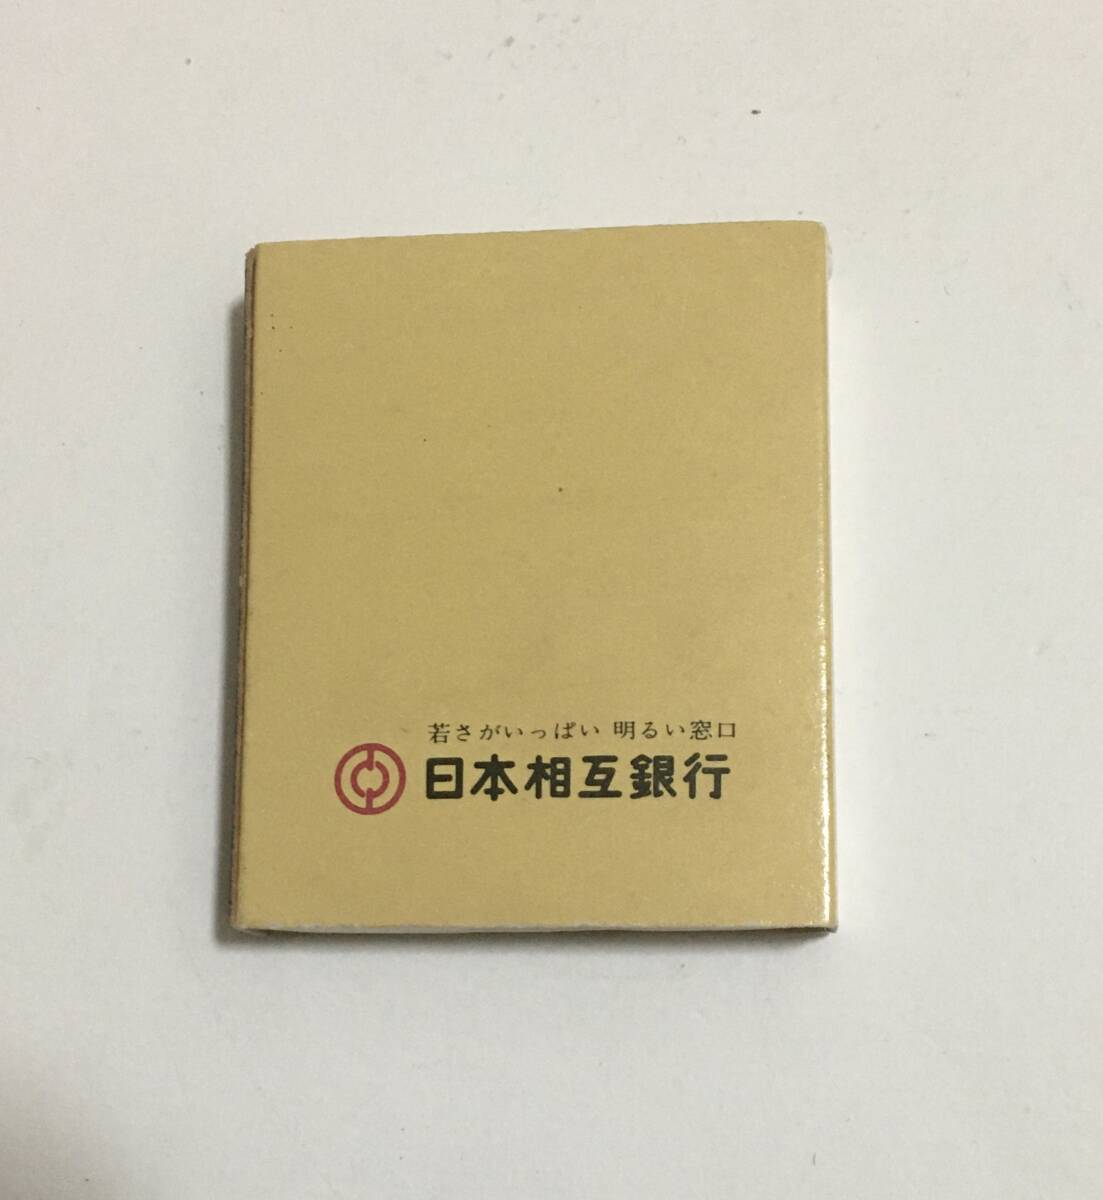 若さがいっぱい 明るい窓口
日本相互銀行